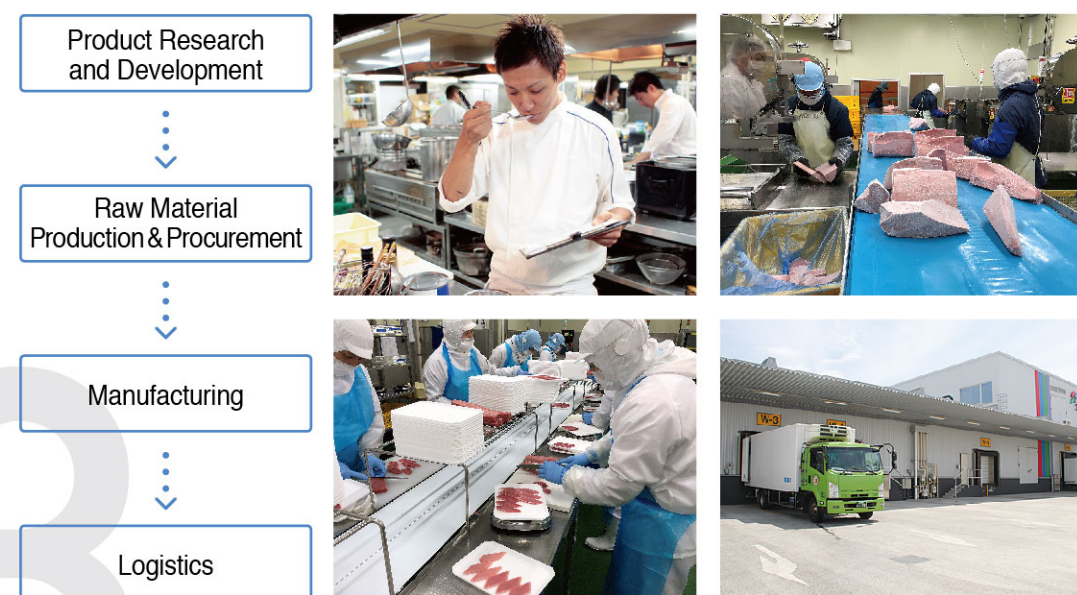 Product Research
and Development
Raw Material
Production & Procurement
Manufacturing
Logistics
W-3